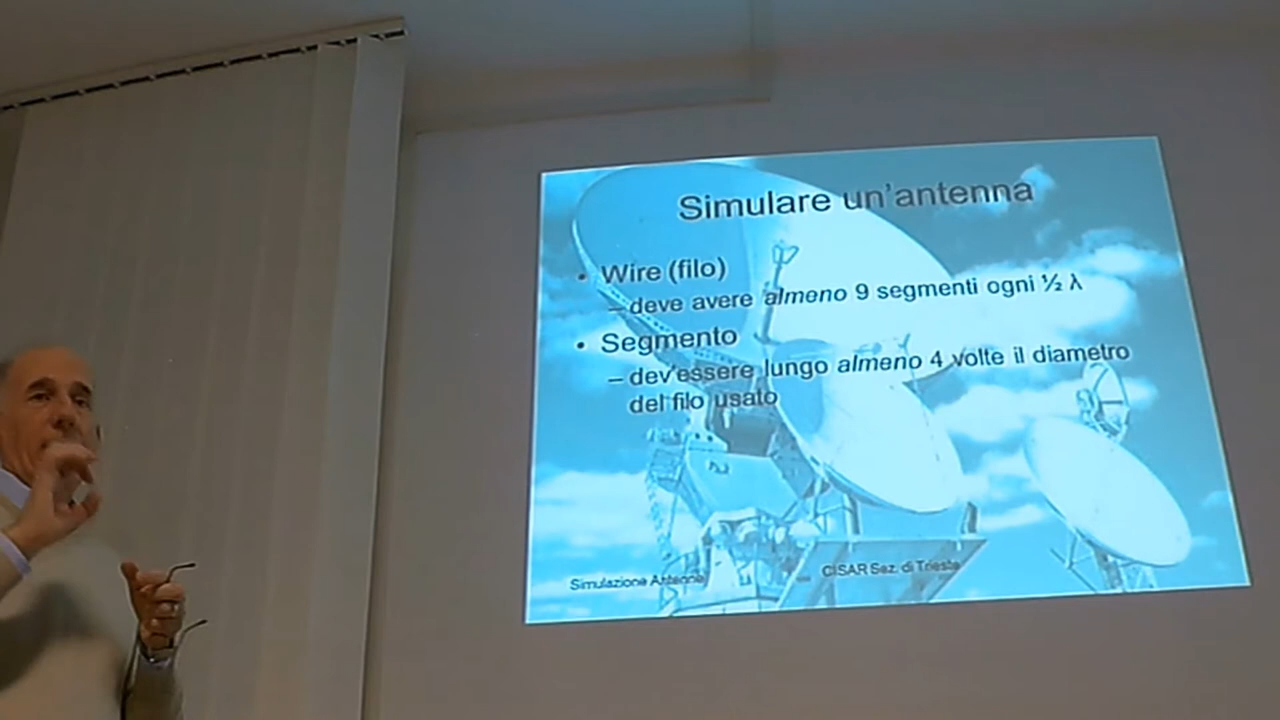 Simulare un'antenna
• Wire (filo)
– deve avere almeno 9 segmenti ogni ½ λ
• Segmento
– dev'essere lungo almeno 4 volte il diametro
del filo usato
Simulazione Antenne
CISAR Sez. di Trieste